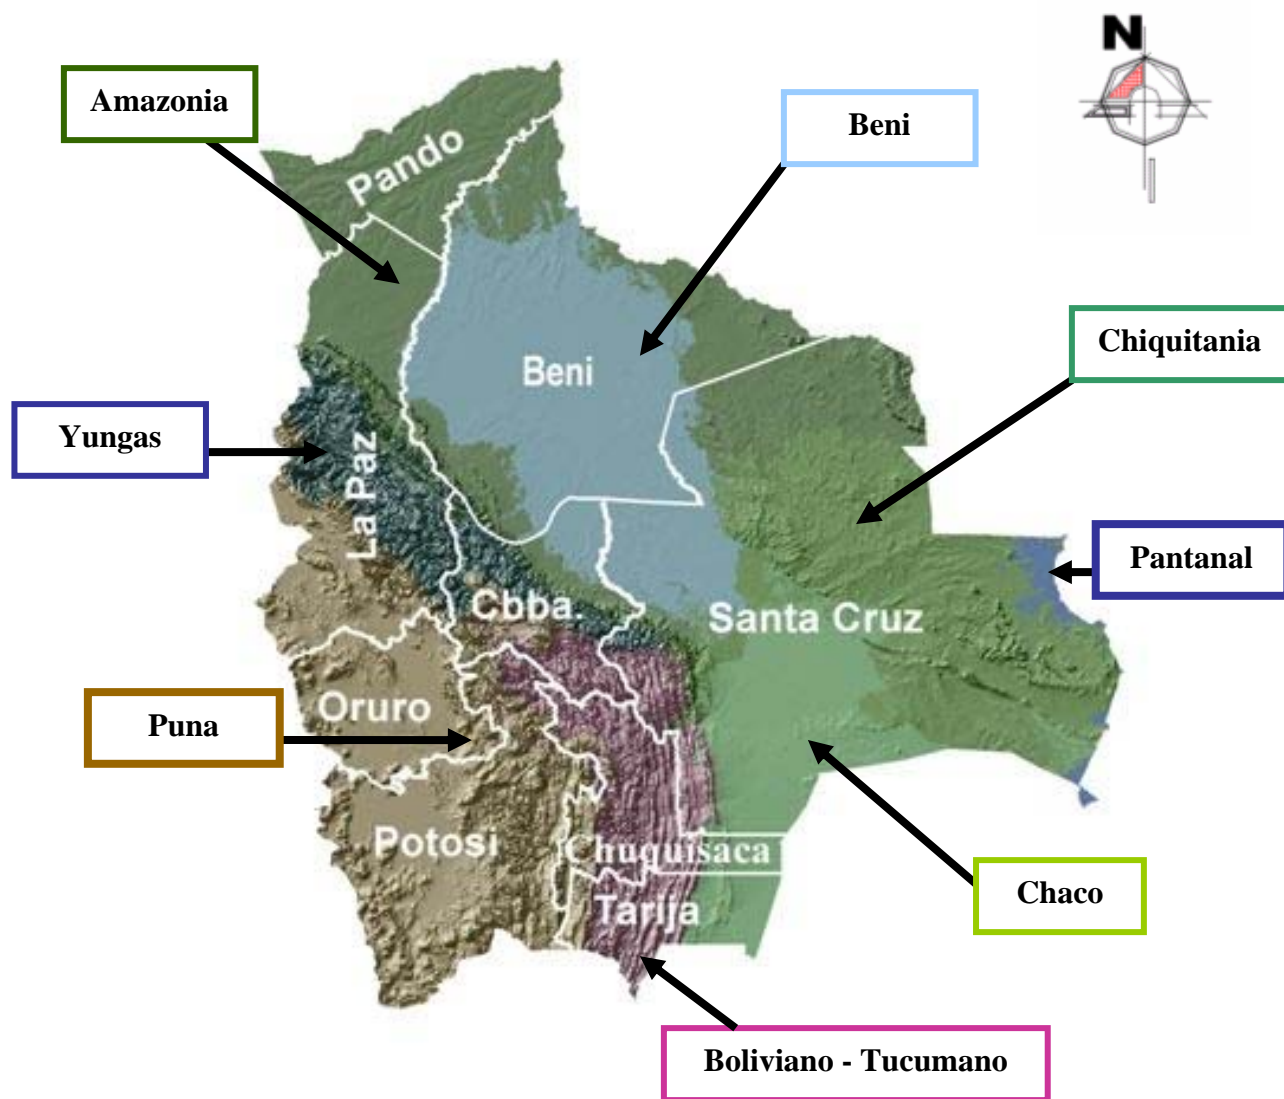 N
Amazonia
Beni
Pando
Chiquitania
Beni
Yungas
La Paz
Pantanal
Cbba.
Santa Cruz
Oruro
Puna
Potosi
Chuquisaca
Chaco
Tarija
Boliviano - Tucumano